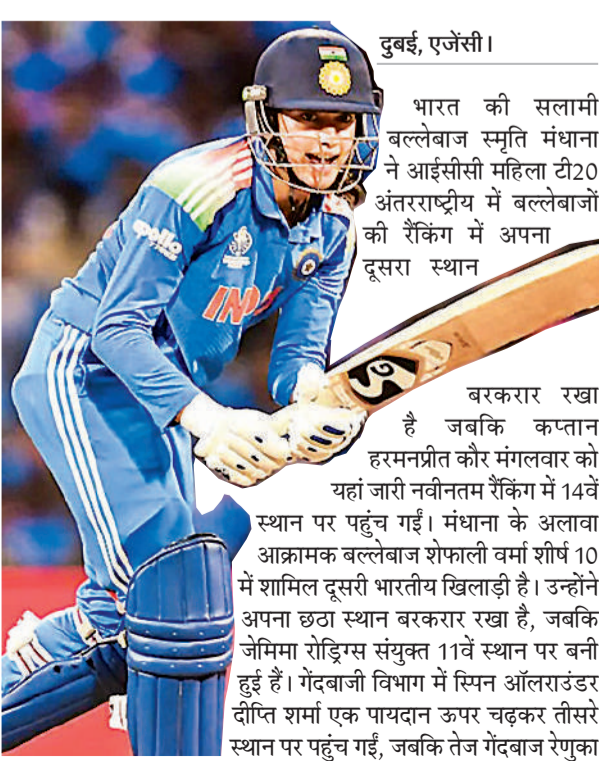 दुबई, एजेंसी।
भारत की सलामी
बल्लेबाज स्मृति मंधाना
ने आईसीसी महिला टी20
अंतरराष्ट्रीय में बल्लेबाजों
की रैंकिंग में अपना
दूसरा स्थान
बरकरार रखा
है जबकि कप्तान
हरमनप्रीत कौर मंगलवार को
यहां जारी नवीनतम रैंकिंग में 14वें
स्थान पर पहुंच गईं। मंधाना के अलावा
आक्रामक बल्लेबाज शेफाली वर्मा शीर्ष 10
में शामिल दूसरी भारतीय खिलाड़ी है। उन्होंने
अपना छठा स्थान बरकरार रखा है, जबकि
जेमिमा रोड्रिग्स संयुक्त 11वें स्थान पर बनी
हुई हैं। गेंदबाजी विभाग में स्पिन ऑलराउंडर
दीप्ति शर्मा एक पायदान ऊपर चढ़कर तीसरे
स्थान पर पहुंच गईं, जबकि तेज गेंदबाज रेणुका
apollo
IND